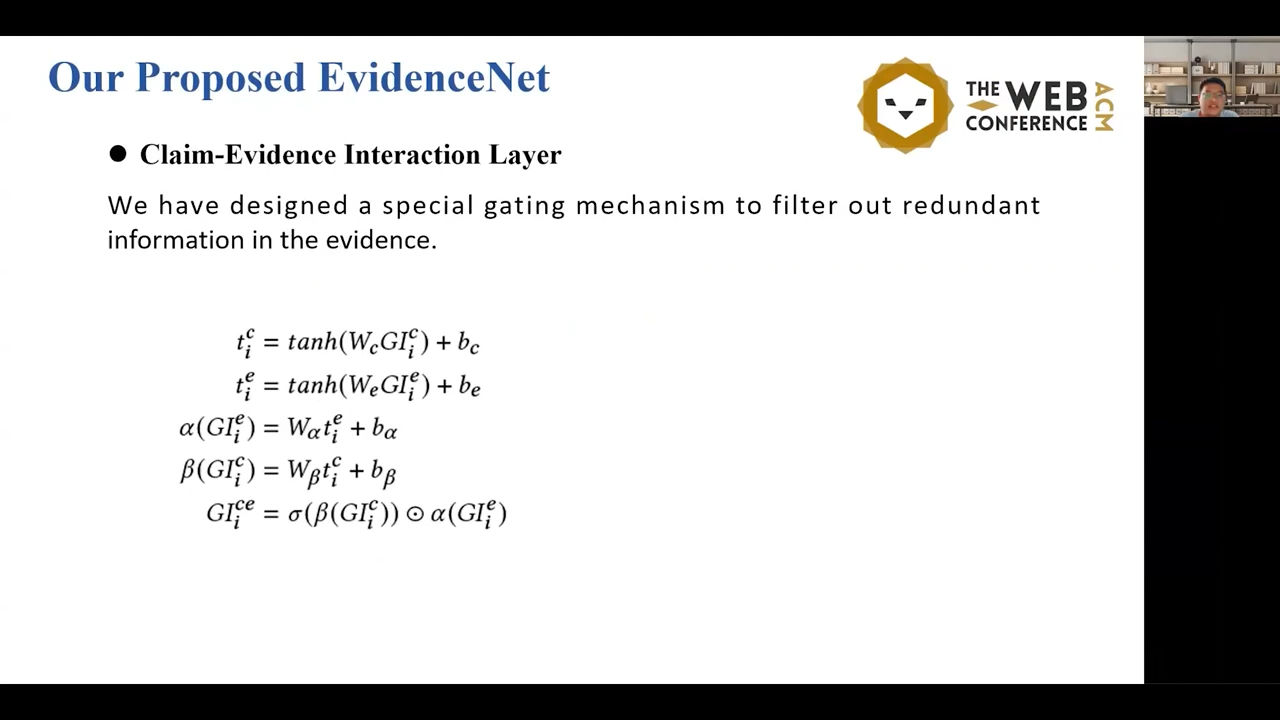 Our Proposed EvidenceNet
THE WEB CONFERENCE ACM
● Claim-Evidence Interaction Layer
We have designed a special gating mechanism to filter out redundant
information in the evidence.
t_i^c = tanh(W_c GI_i^c) + b_c
t_i^e = tanh(W_e GI_i^e) + b_e
α(GI_i^e) = W_α t_i^e + b_α
β(GI_i^c) = W_β t_i^c + b_β
GI_i^{ce} = σ(β(GI_i^c)) ⊙ α(GI_i^e)